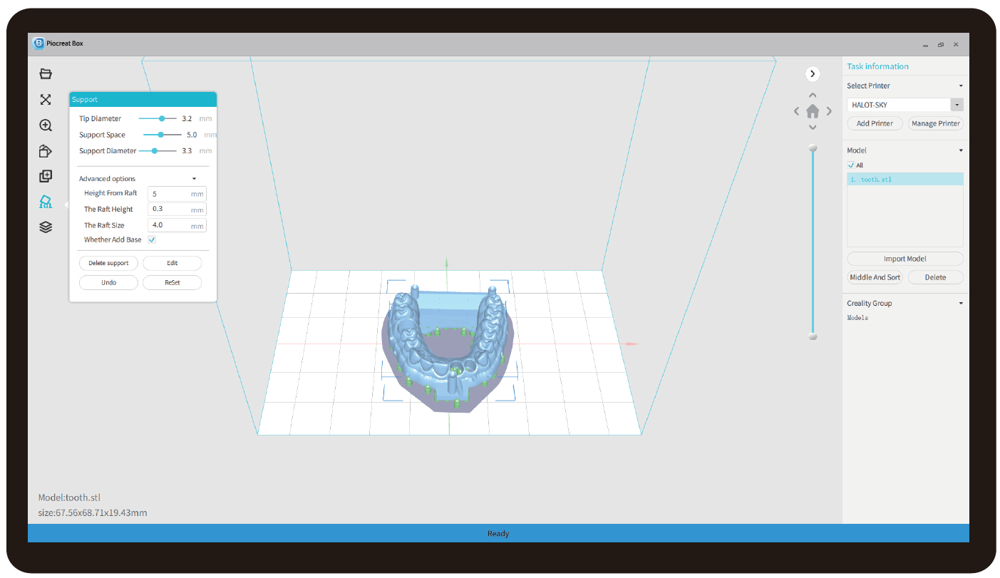 Piocreat Box
Support
Tip Diameter 3.2 mm
Support Space 5.0 mm
Support Diameter 3.3 mm
Advanced options
Height From Raft 5 mm
The Raft Height 0.3 mm
The Raft Size 4.0 mm
Whether Add Base
Delete support Edit
Undo ReSet
Task information
Select Printer
HALOT-SKY
Add Printer Manage Printer
Model
All
1. tooth.stl
Import Model
Middle And Sort Delete
Creality Group
Models
Model:tooth.stl
size:67.56x68.71x19.43mm
Ready